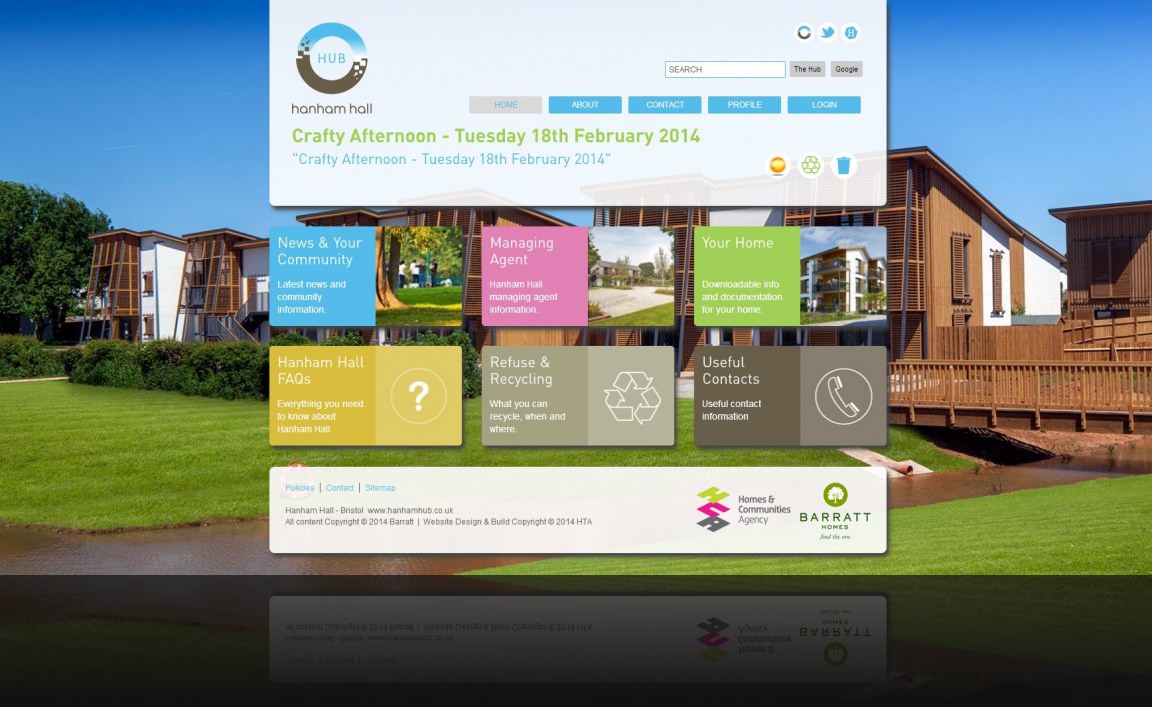 HUB
hanham hall
SEARCH
The Hub
Google
HOME
ABOUT
CONTACT
PROFILE
LOGIN
Crafty Afternoon - Tuesday 18th February 2014
"Crafty Afternoon - Tuesday 18th February 2014"
News & Your
Community
Latest news and
community
information.
Managing
Agent
Hanham Hall
managing agent
information.
Your Home
Downloadable info
and documentation
for your home.
Hanham Hall
FAQs
Everything you need
to know about
Hanham Hall.
?
Refuse &
Recycling
What you can
recycle, when and
where.
Useful
Contacts
Useful contact
information
Policies | Contact | Sitemap
Hanham Hall - Bristol www.hanhamhub.co.uk
All content Copyright © 2014 Barratt | Website Design & Build Copyright © 2014 HTA
Homes &
Communities
Agency
BARRATT
HOMES
find the one